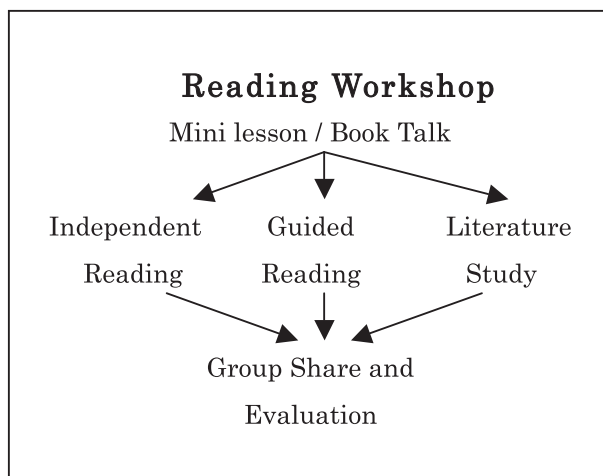 Reading Workshop
Mini lesson / Book Talk
Independent Reading
Guided Reading
Literature Study
Group Share and
Evaluation